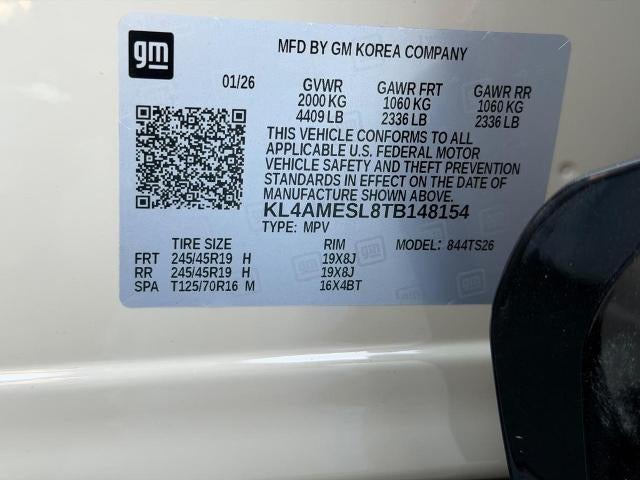 gm
MFD BY GM KOREA COMPANY
01/26 GVWR GAWR FRT GAWR RR
2000 KG 1060 KG 1060 KG
4409 LB 2336 LB 2336 LB
THIS VEHICLE CONFORMS TO ALL
APPLICABLE U.S. FEDERAL MOTOR
VEHICLE SAFETY AND THEFT PREVENTION
STANDARDS IN EFFECT ON THE DATE OF
MANUFACTURE SHOWN ABOVE.
KL4AMESL8TB148154
TYPE: MPV MODEL: 844TS26
TIRE SIZE RIM
FRT 245/45R19 H 19X8J
RR 245/45R19 H 19X8J
SPA T125/70R16 M 16X4BT